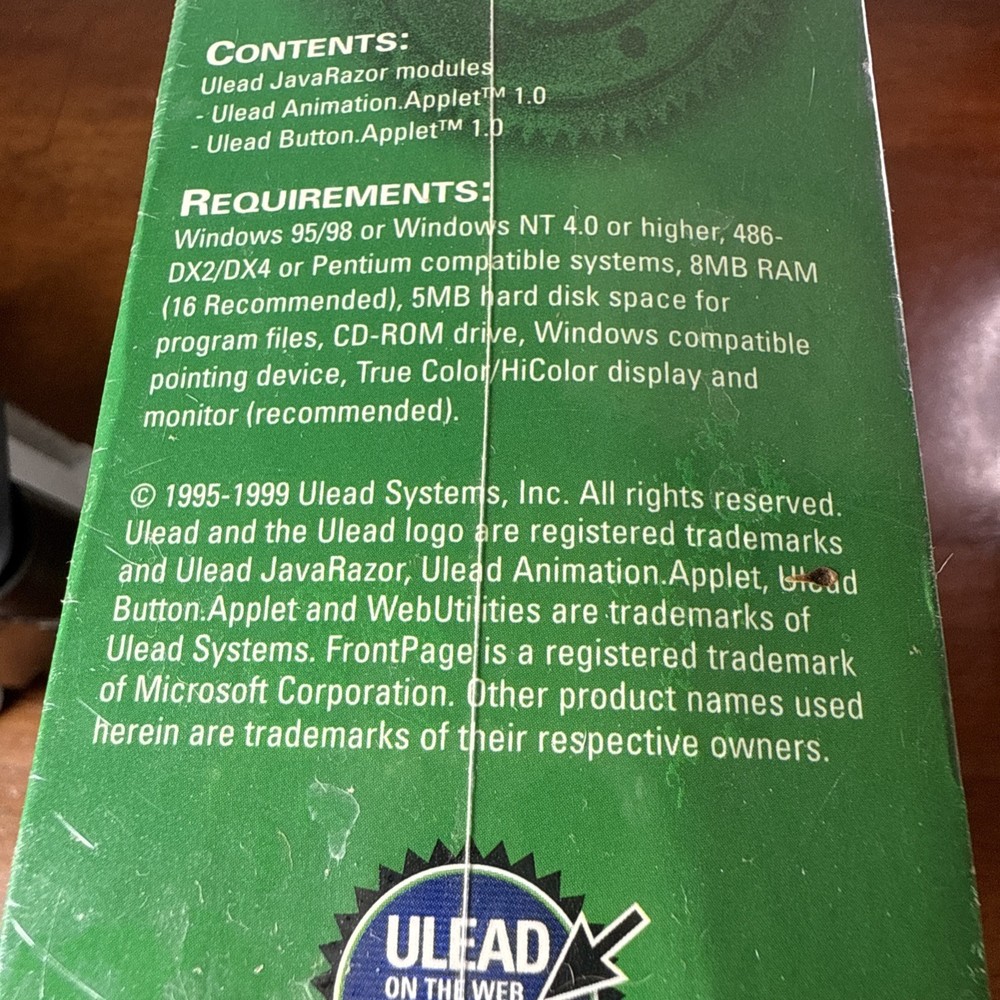 CONTENTS:
Ulead JavaRazor modules
- Ulead Animation.Applet™ 1.0
- Ulead Button.Applet™ 1.0
REQUIREMENTS:
Windows 95/98 or Windows NT 4.0 or higher, 486-
DX2/DX4 or Pentium compatible systems, 8MB RAM
(16 Recommended), 5MB hard disk space for
program files, CD-ROM drive, Windows compatible
pointing device, True Color/HiColor display and
monitor (recommended).
© 1995-1999 Ulead Systems, Inc. All rights reserved.
Ulead and the Ulead logo are registered trademarks
and Ulead JavaRazor, Ulead Animation.Applet, Ulead
Button.Applet and WebUtilities are trademarks of
Ulead Systems. FrontPage is a registered trademark
of Microsoft Corporation. Other product names used
herein are trademarks of their respective owners.
ULEAD
ON THE WEB